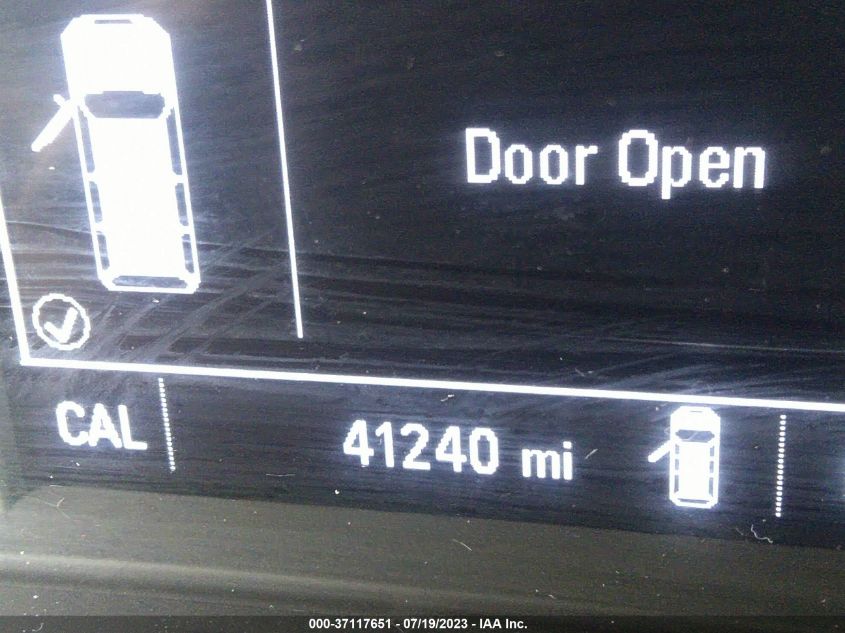 Door Open
CAL 41240 mi
000-37117651 - 07/19/2023 - IAA Inc.